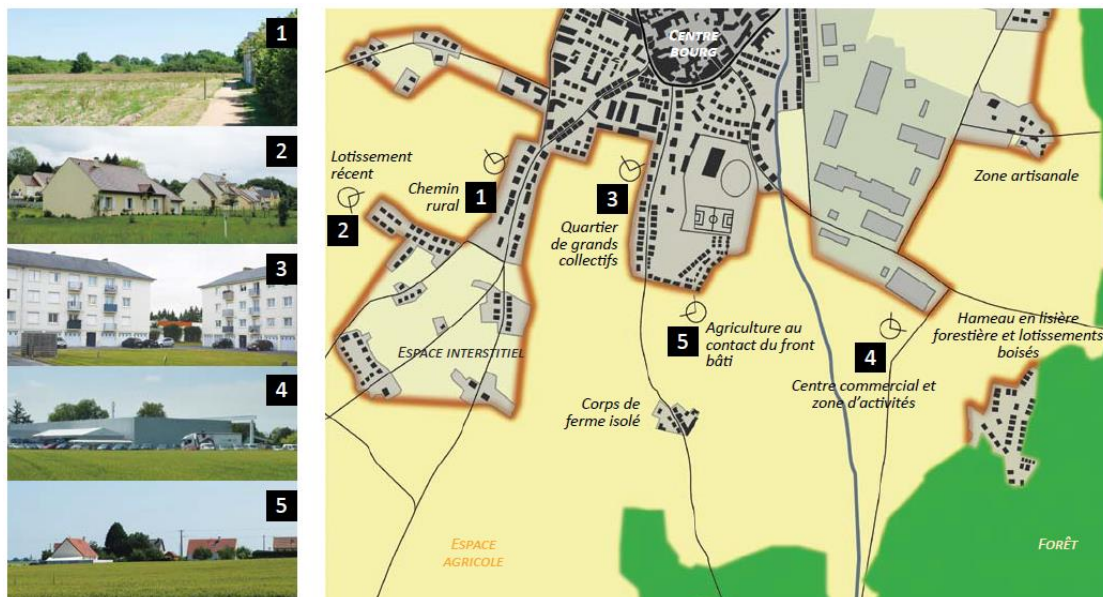 1
2
3
4
5
CENTRE
BOURG
Lotissement
récent
2
Chemin
rural
1
3
Quartier
de grands
collectifs
Zone artisanale
ESPACE INTERSTITIEL
5
Agriculture au
contact du front
bâti
4
Centre commercial et
zone d'activités
Hameau en lisière
forestière et lotissements
boisés
Corps de
ferme isolé
ESPACE
AGRICOLE
FORÊT